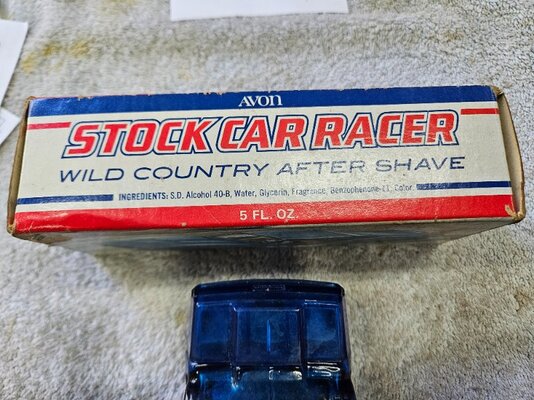 AVON
STOCK CAR RACER
WILD COUNTRY AFTER SHAVE
INGREDIENTS: S.D. Alcohol 40-B, Water, Glycerin, Fragrance, Benzophenone-11, Color.
5 FL. OZ.